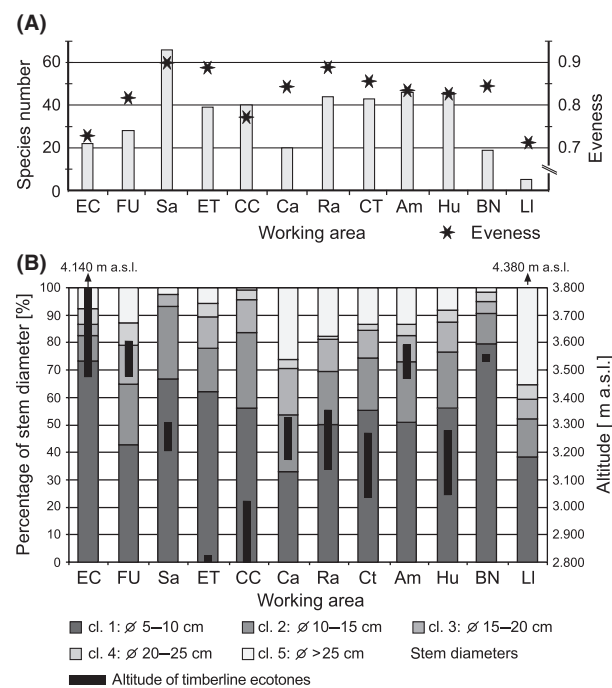 (A)
Species number
60
40
20
0
0.9
0.8
0.7
Eveness
EC FU Sa ET CC Ca Ra CT Am Hu BN LI
Working area
Eveness
(B)
4.140 m a.s.l.
4.380 m a.s.l.
Percentage of stem diameter [%]
100
90
80
70
60
50
40
30
20
10
0
3.800
3.700
3.600
3.500
3.400
3.300
3.200
3.100
3.000
2.900
2.800
Altitude [ m a.s.l.]
EC FU Sa ET CC Ca Ra Ct Am Hu BN LI
Working area
cl. 1: ⌀ 5–10 cm cl. 2: ⌀ 10–15 cm cl. 3: ⌀ 15–20 cm
cl. 4: ⌀ 20–25 cm cl. 5: ⌀ >25 cm Stem diameters
Altitude of timberline ecotones